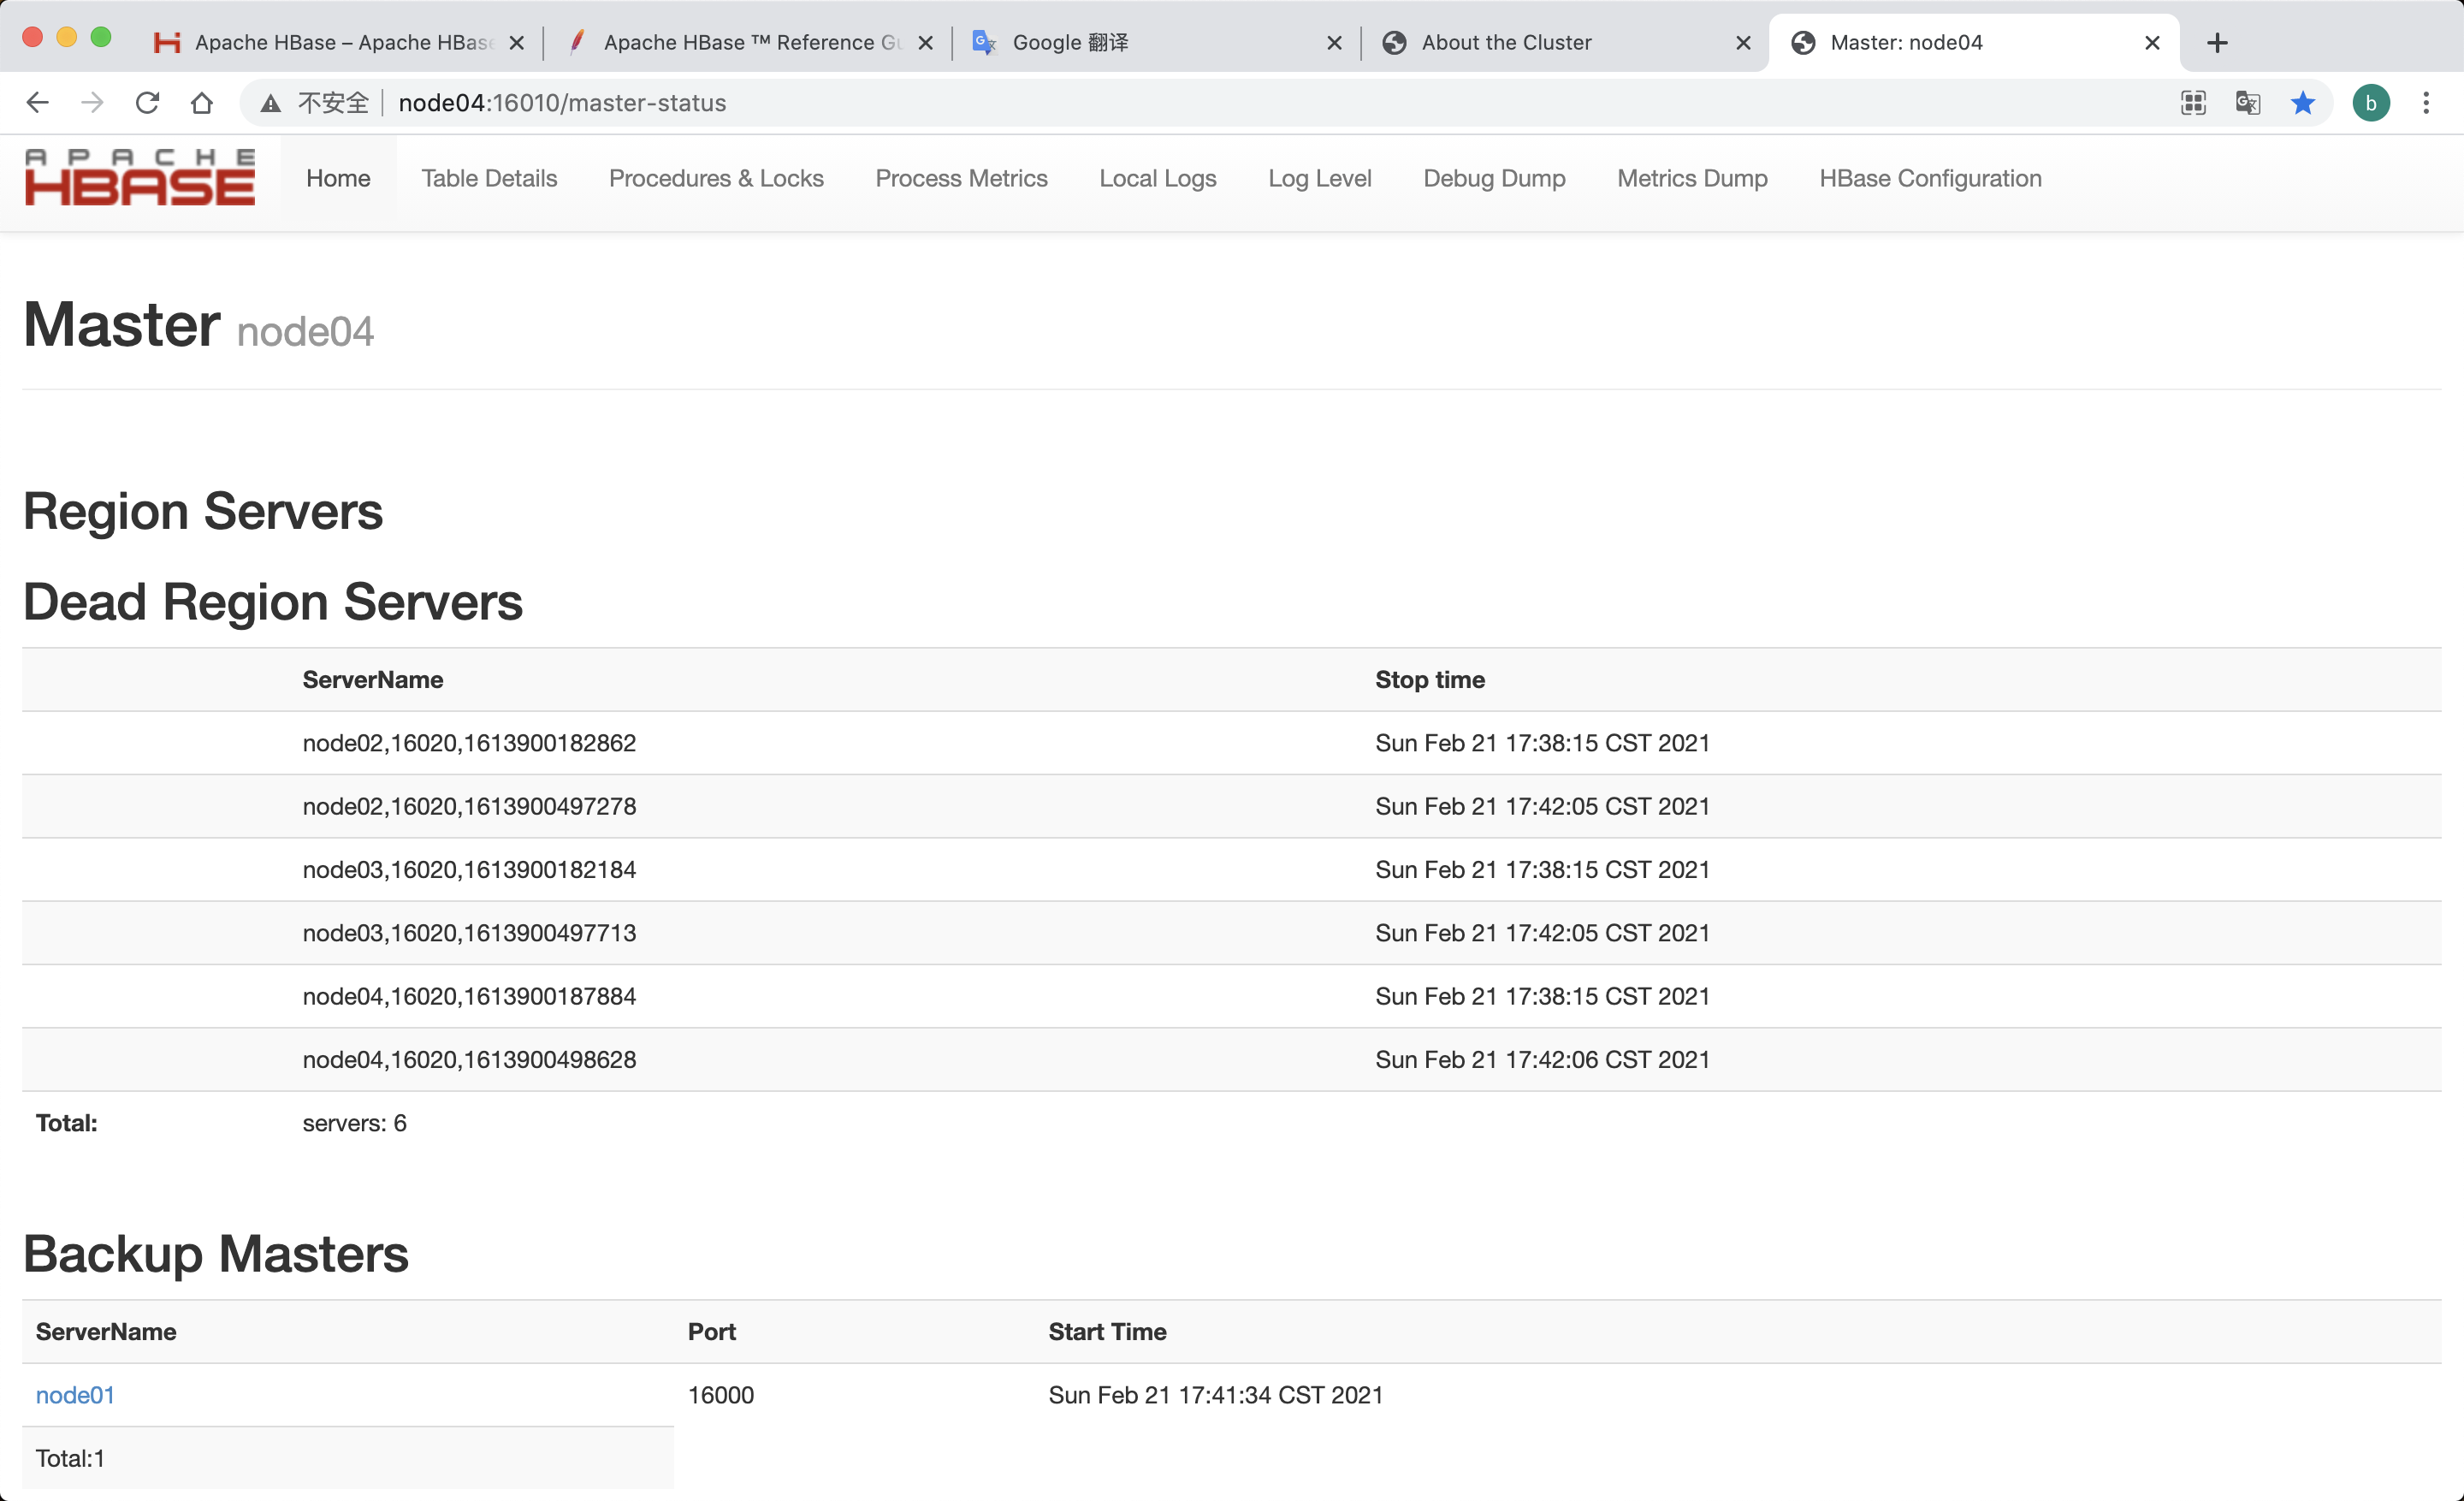 Apache HBase – Apache HBase
Apache HBase ™ Reference Gu
Google 翻译
About the Cluster
Master: node04
不安全
node04:16010/master-status
b
APACHE
HBASE
Home
Table Details
Procedures & Locks
Process Metrics
Local Logs
Log Level
Debug Dump
Metrics Dump
HBase Configuration
Master node04
Region Servers
Dead Region Servers
ServerName Stop time
node02,16020,1613900182862 Sun Feb 21 17:38:15 CST 2021
node02,16020,1613900497278 Sun Feb 21 17:42:05 CST 2021
node03,16020,1613900182184 Sun Feb 21 17:38:15 CST 2021
node03,16020,1613900497713 Sun Feb 21 17:42:05 CST 2021
node04,16020,1613900187884 Sun Feb 21 17:38:15 CST 2021
node04,16020,1613900498628 Sun Feb 21 17:42:06 CST 2021
Total: servers: 6
Backup Masters
ServerName Port Start Time
node01 16000 Sun Feb 21 17:41:34 CST 2021
Total:1